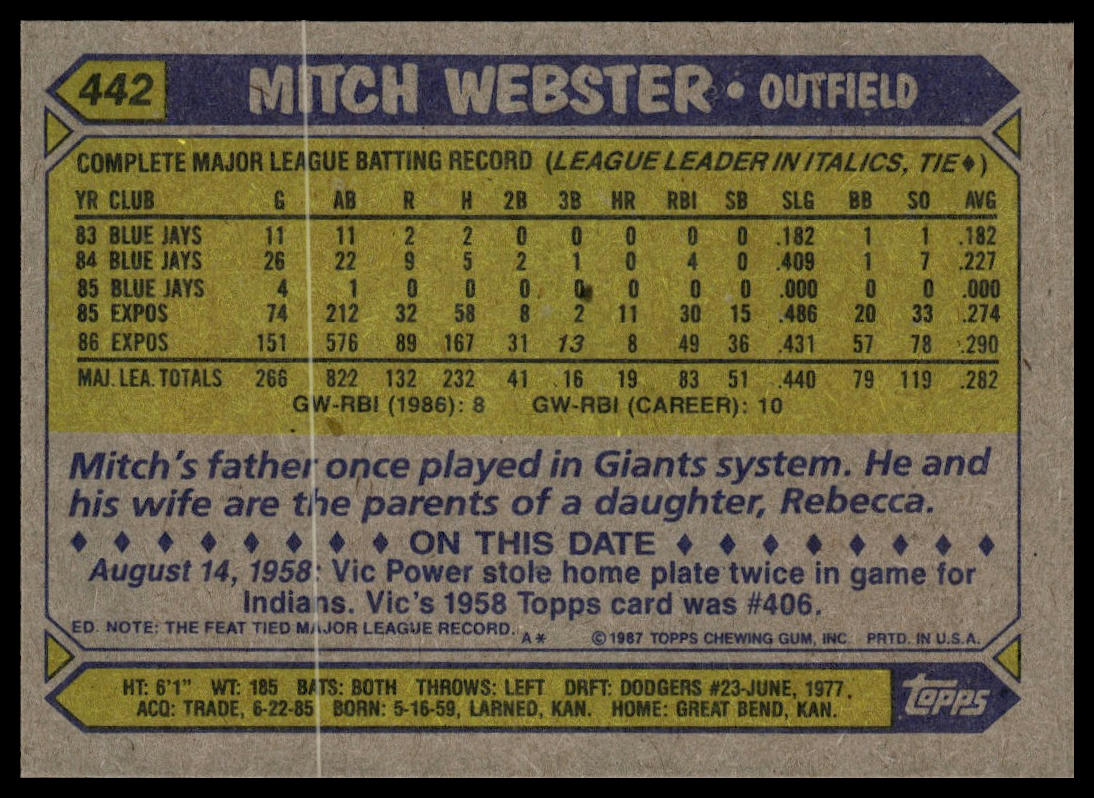 442 MITCH WEBSTER • OUTFIELD
COMPLETE MAJOR LEAGUE BATTING RECORD (LEAGUE LEADER IN ITALICS, TIE♦)
YR CLUB G AB R H 2B 3B HR RBI SB SLG BB SO AVG
83 BLUE JAYS 11 11 2 2 0 0 0 0 0 .182 1 1 .182
84 BLUE JAYS 26 22 9 5 2 1 0 4 0 .409 1 7 .227
85 BLUE JAYS 4 1 0 0 0 0 0 0 0 .000 0 0 .000
85 EXPOS 74 212 32 58 8 2 11 30 15 .486 20 33 .274
86 EXPOS 151 576 89 167 31 13 8 49 36 .431 57 78 .290
MAJ. LEA. TOTALS 266 822 132 232 41 16 19 83 51 .440 79 119 .282
GW-RBI (1986): 8 GW-RBI (CAREER): 10
Mitch's father once played in Giants system. He and
his wife are the parents of a daughter, Rebecca.
♦ ♦ ♦ ♦ ♦ ♦ ♦ ♦ ON THIS DATE ♦ ♦ ♦ ♦ ♦ ♦ ♦ ♦
August 14, 1958: Vic Power stole home plate twice in game for
Indians. Vic's 1958 Topps card was #406.
ED. NOTE: THE FEAT TIED MAJOR LEAGUE RECORD. A* ©1987 TOPPS CHEWING GUM, INC. PRTD. IN U.S.A.
HT: 6'1" WT: 185 BATS: BOTH THROWS: LEFT DRFT: DODGERS #23-JUNE, 1977.
ACQ: TRADE, 6-22-85 BORN: 5-16-59, LARNED, KAN. HOME: GREAT BEND, KAN.
topps